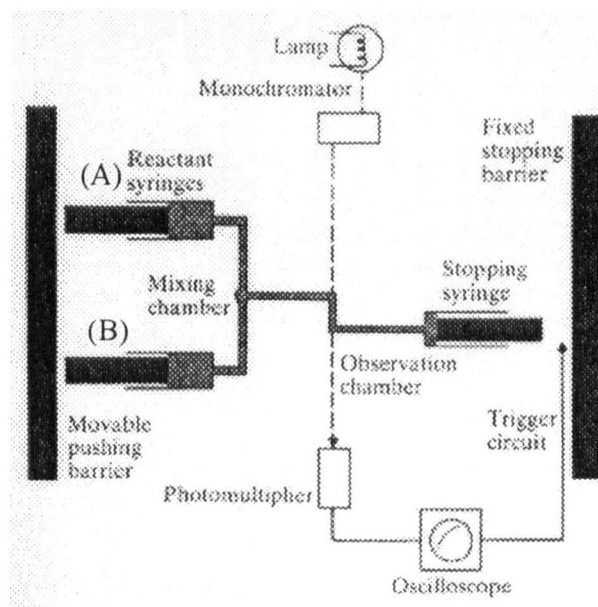 Lamp
Monochromator
Fixed
stopping
barrier
(A)
Reactant
syringes
Mixing
chamber
Stopping
syringe
(B)
Observation
chamber
Movable
pushing
barrier
Trigger
circuit
Photomultipher
Oscilloscope